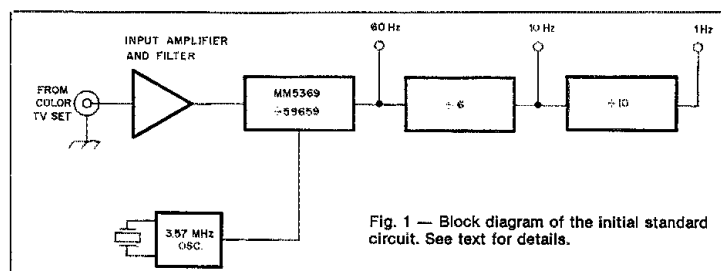 60 Hz
10 Hz
1 Hz
INPUT AMPLIFIER
AND FILTER
FROM
COLOR
TV SET
MM5369
÷59659
÷6
÷10
3.57 MHz
OSC.
Fig. 1 — Block diagram of the initial standard
circuit. See text for details.